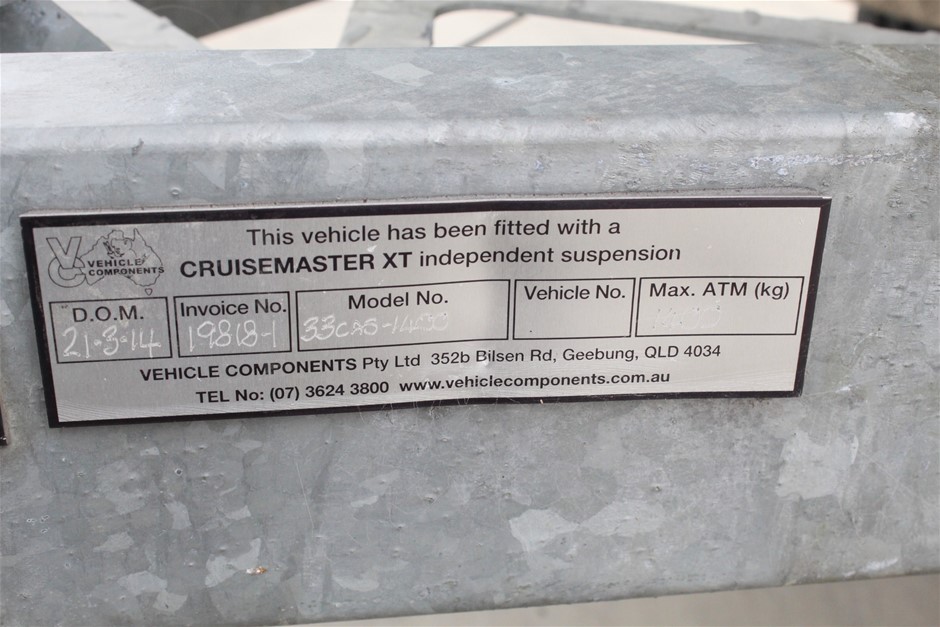 VC VEHICLE COMPONENTS
This vehicle has been fitted with a
CRUISEMASTER XT independent suspension
D.O.M. Invoice No. Model No. Vehicle No. Max. ATM (kg)
21-3-14 19818-1
VEHICLE COMPONENTS Pty Ltd 352b Bilsen Rd, Geebung, QLD 4034
TEL No: (07) 3624 3800 www.vehiclecomponents.com.au